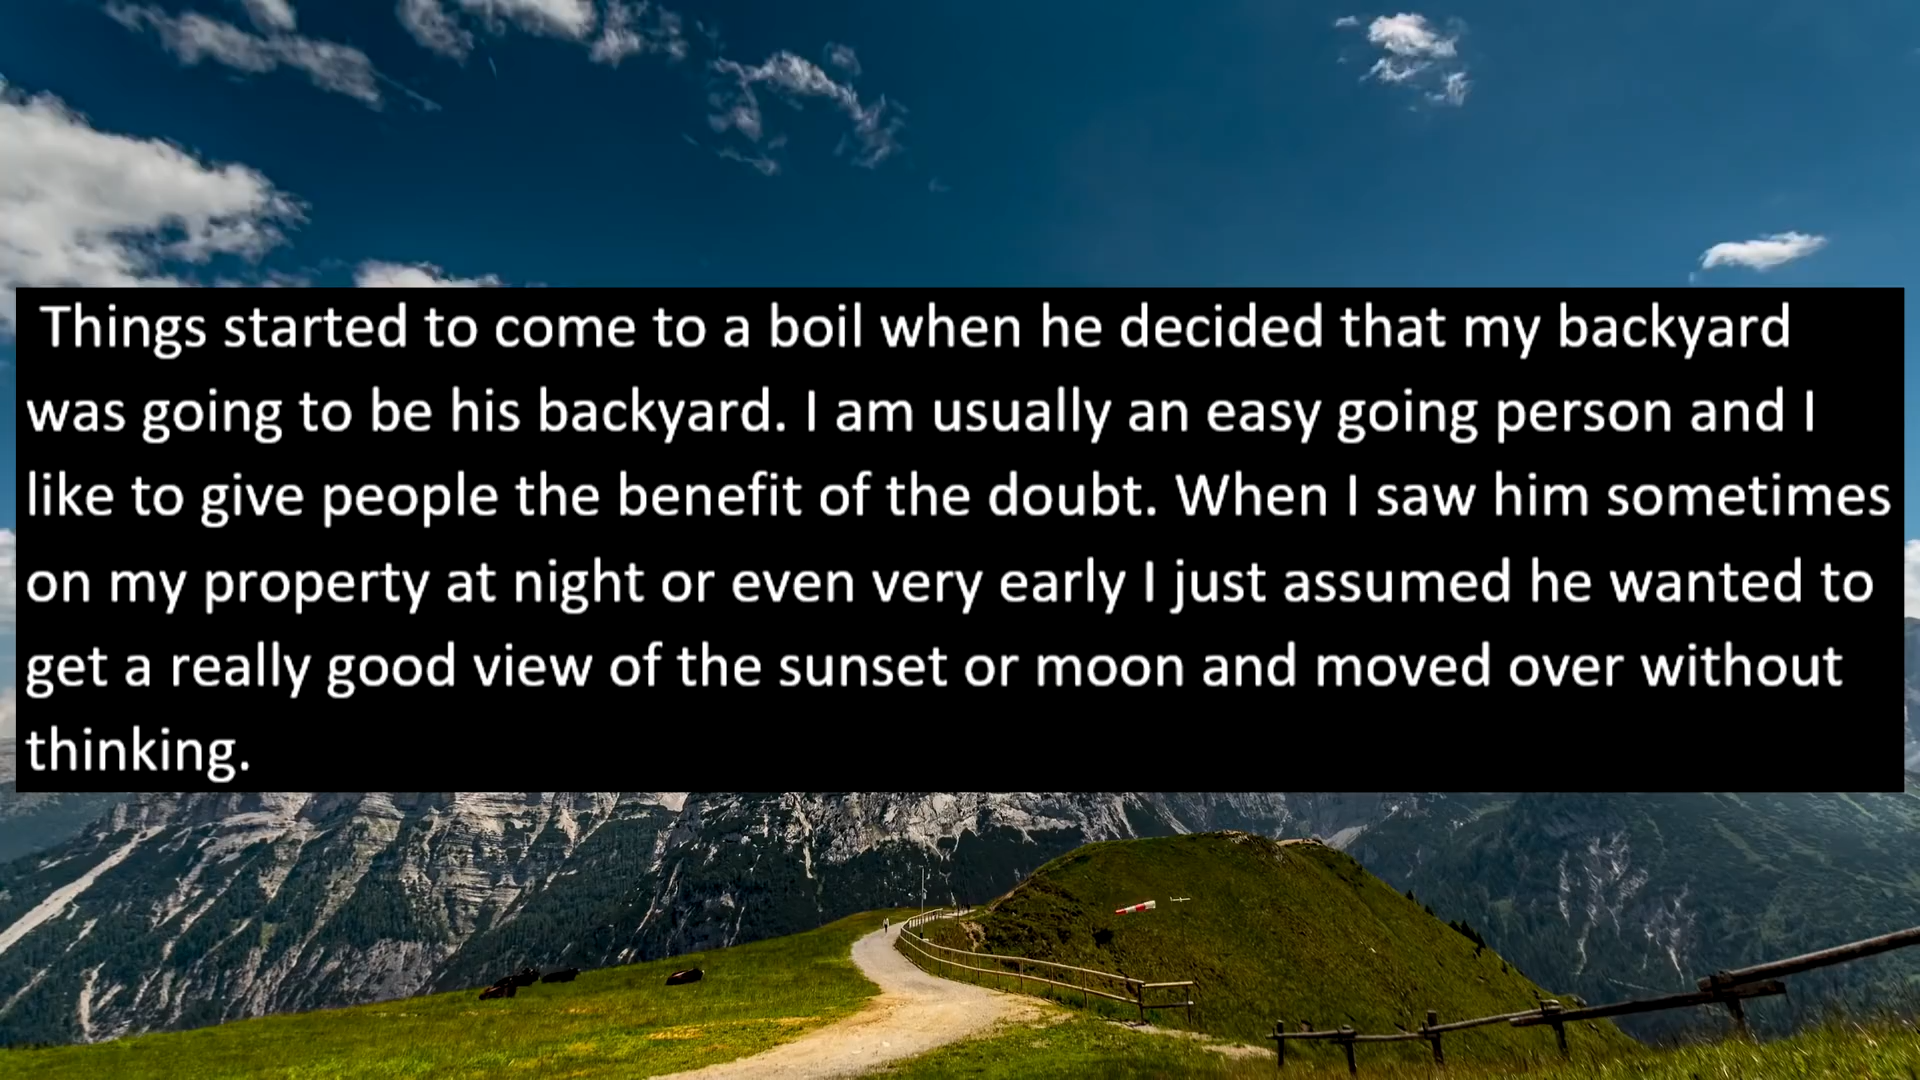 Things started to come to a boil when he decided that my backyard
was going to be his backyard. I am usually an easy going person and I
like to give people the benefit of the doubt. When I saw him sometimes
on my property at night or even very early I just assumed he wanted to
get a really good view of the sunset or moon and moved over without
thinking.